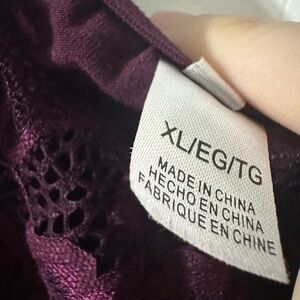 XL/EG/TG
MADE IN CHINA
HECHO EN CHINA
FABRIQUE EN CHINE